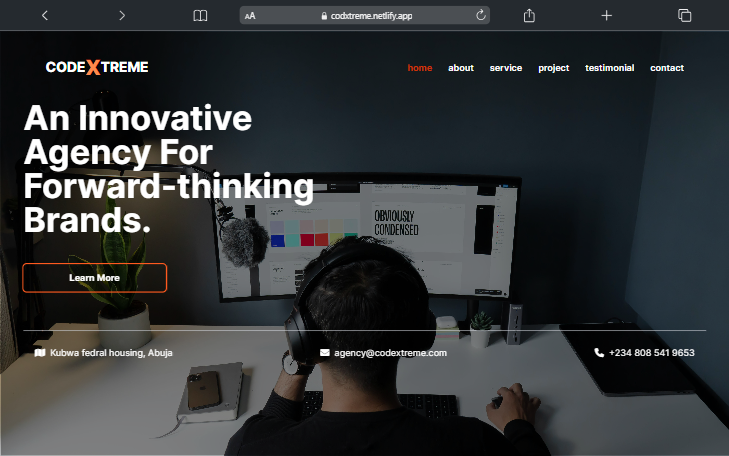 AA codxtreme.netlify.app
CODEXTREME
home about service project testimonial contact
An Innovative
Agency For
Forward-thinking
Brands.
OBVIOUSLY
CONDENSED
Learn More
Kubwa fedral housing, Abuja agency@codextreme.com +234 808 541 9653